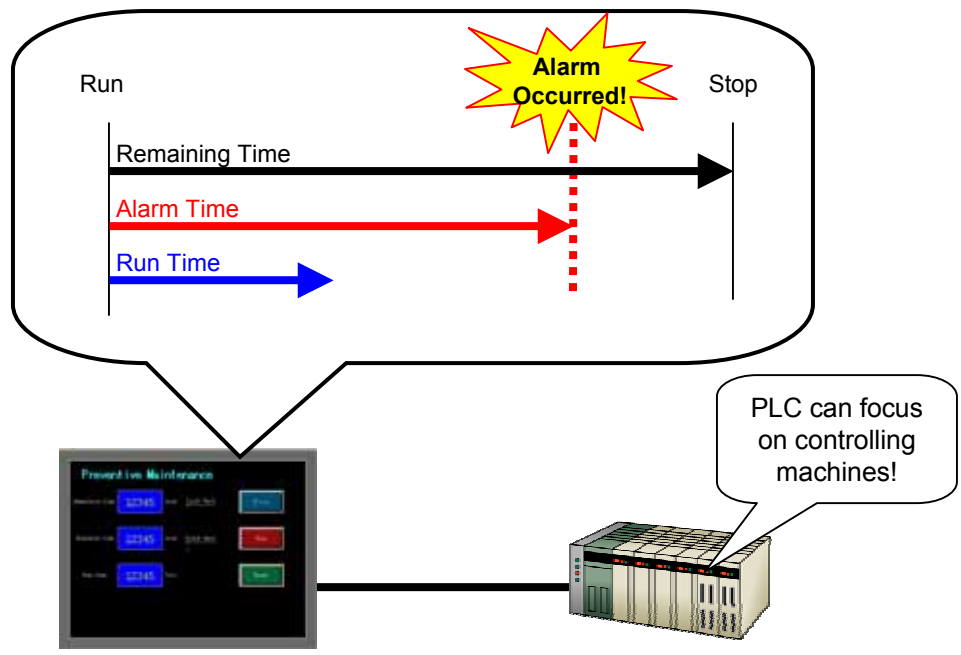 Run
Alarm
Occurred!
Stop
Remaining Time
Alarm Time
Run Time
PLC can focus
on controlling
machines!
Preventive Maintenance
12345
12345
12345